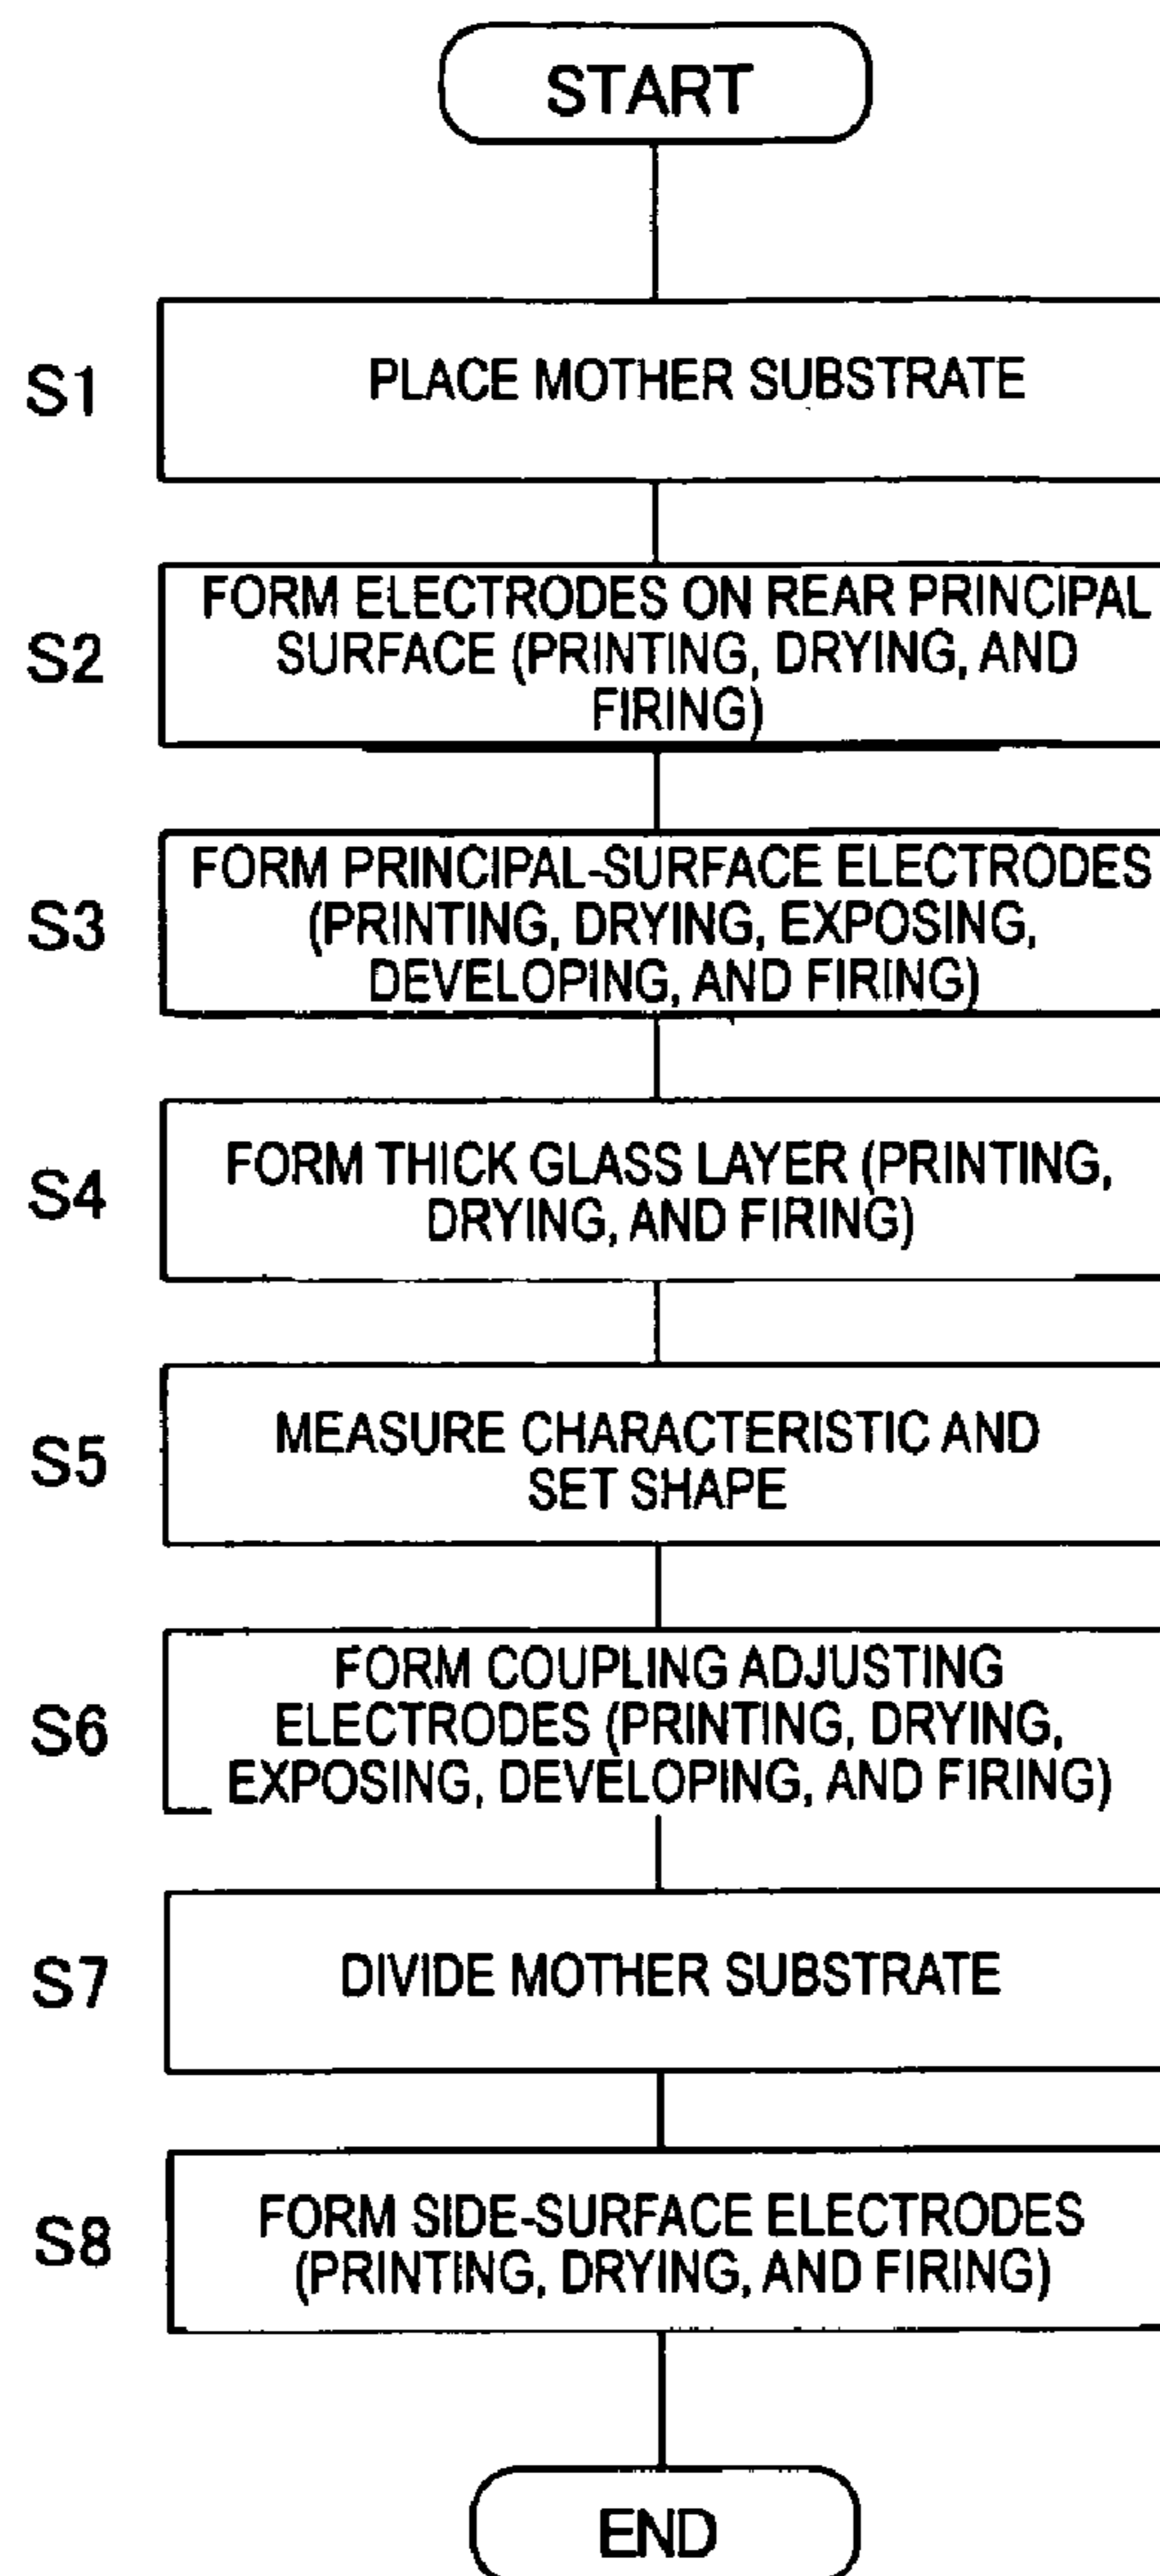 START
S1
PLACE MOTHER SUBSTRATE
S2
FORM ELECTRODES ON REAR PRINCIPAL
SURFACE (PRINTING, DRYING, AND
FIRING)
S3
FORM PRINCIPAL-SURFACE ELECTRODES
(PRINTING, DRYING, EXPOSING,
DEVELOPING, AND FIRING)
S4
FORM THICK GLASS LAYER (PRINTING,
DRYING, AND FIRING)
S5
MEASURE CHARACTERISTIC AND
SET SHAPE
S6
FORM COUPLING ADJUSTING
ELECTRODES (PRINTING, DRYING,
EXPOSING, DEVELOPING, AND FIRING)
S7
DIVIDE MOTHER SUBSTRATE
S8
FORM SIDE-SURFACE ELECTRODES
(PRINTING, DRYING, AND FIRING)
END